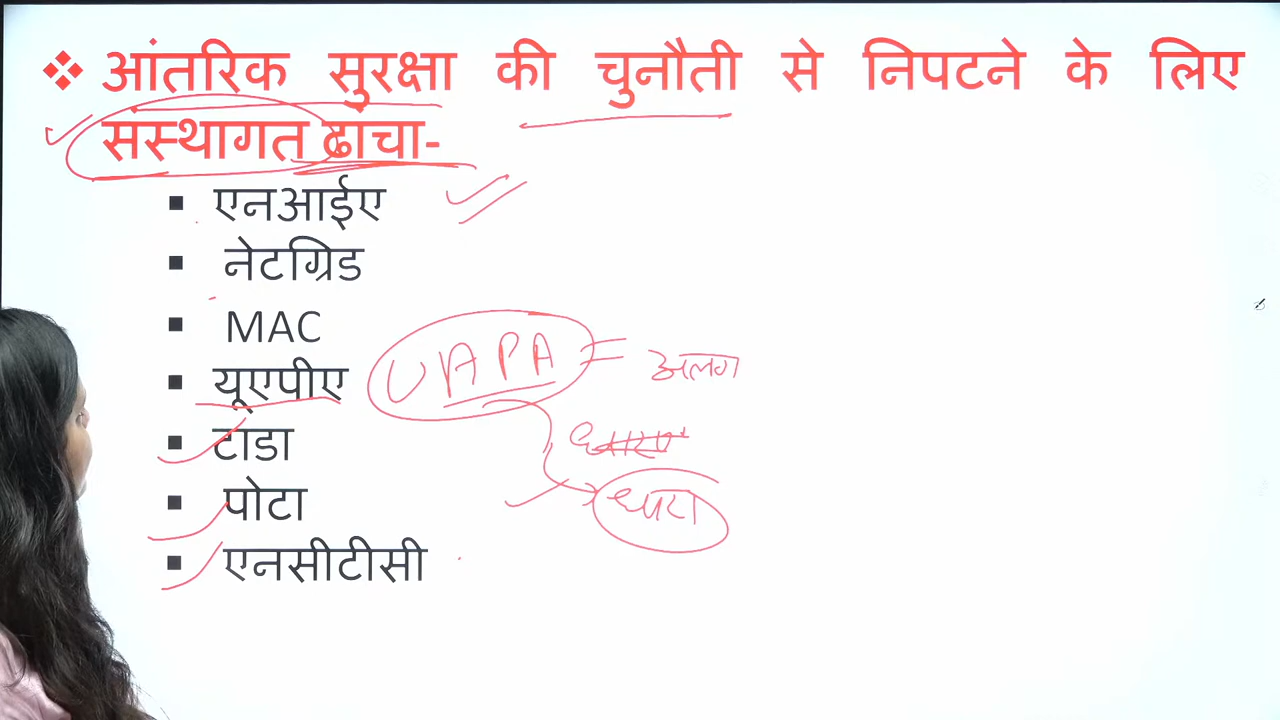 ❖ आंतरिक सुरक्षा की चुनौती से निपटने के लिए
संस्थागत ढांचा-
▪ एनआईए
▪ नेटग्रिड
▪ MAC
UAPA = अलग
▪ यूएपीए
▪ टाडा
▪ पोटा
धारा
▪ एनसीटीसी